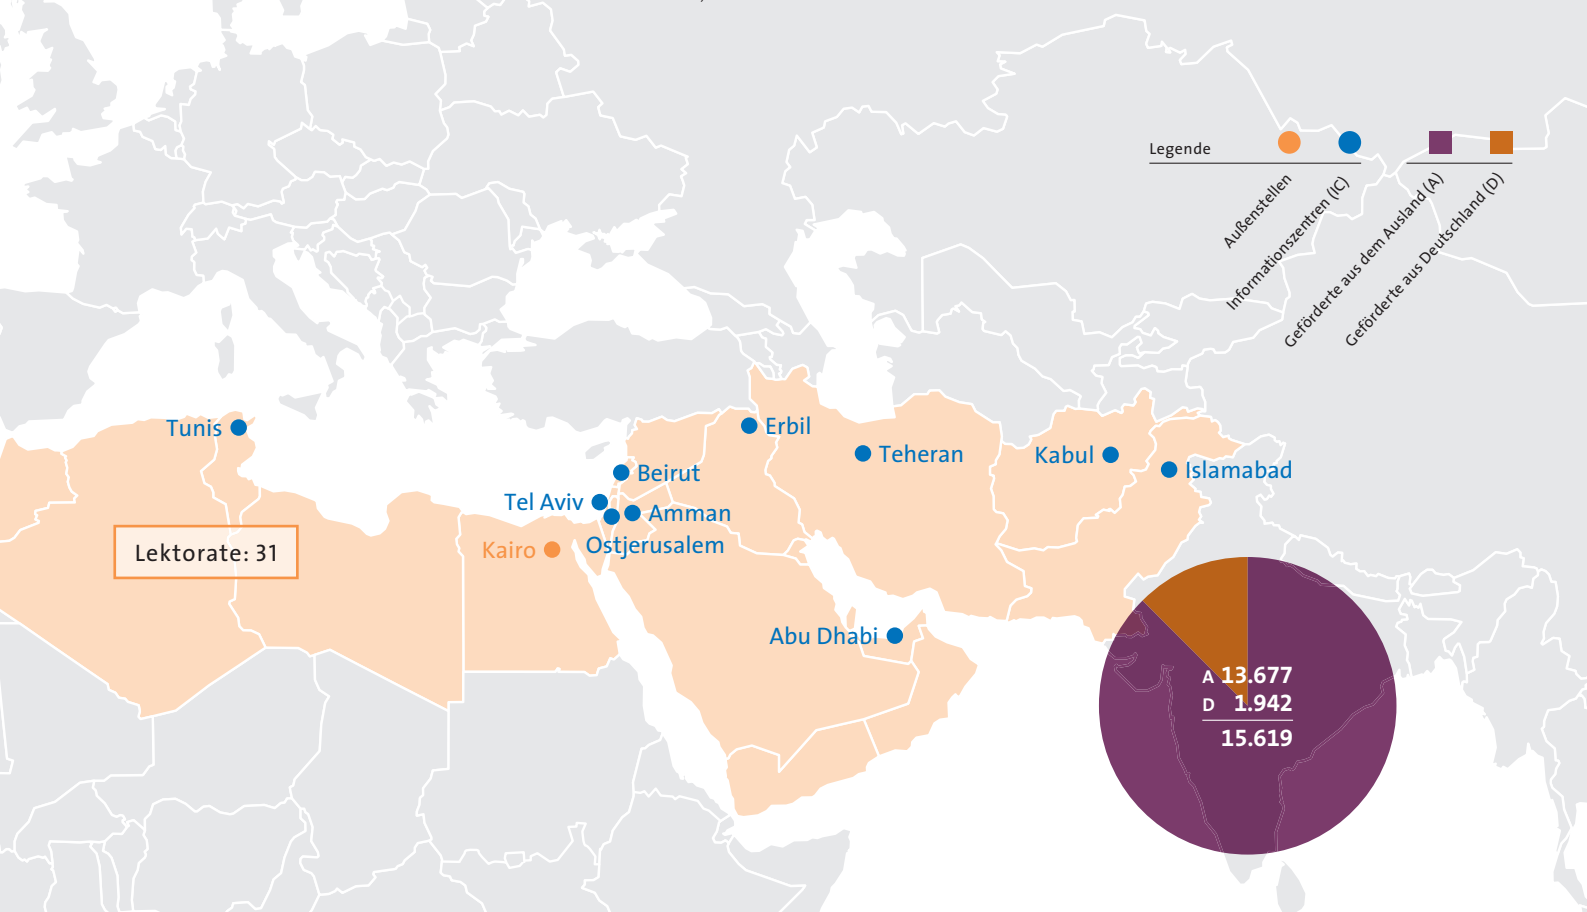 Legende
Außenstellen
Informationszentren (IC)
Geförderte aus dem Ausland (A)
Geförderte aus Deutschland (D)
Tunis
Erbil
Teheran
Kabul
Islamabad
Beirut
Tel Aviv
Amman
Ostjerusalem
Kairo
Lektorate: 31
Abu Dhabi
A 13.677
D 1.942
15.619